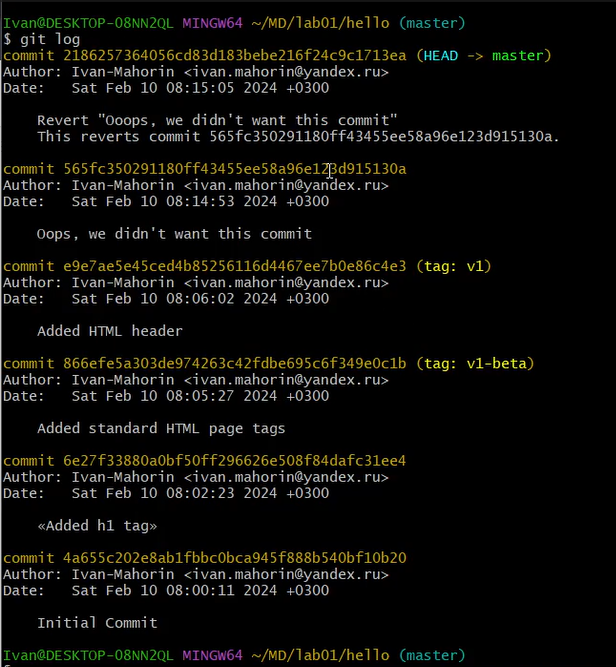 Ivan@DESKTOP-08NN2QL MINGW64 ~/MD/lab01/hello (master)
$ git log
commit 2186257364056cd83d183bebe216f24c9c1713ea (HEAD -> master)
Author: Ivan-Mahorin <ivan.mahorin@yandex.ru>
Date:   Sat Feb 10 08:15:05 2024 +0300

    Revert "Ooops, we didn't want this commit"
    This reverts commit 565fc350291180ff43455ee58a96e123d915130a.

commit 565fc350291180ff43455ee58a96e123d915130a
Author: Ivan-Mahorin <ivan.mahorin@yandex.ru>
Date:   Sat Feb 10 08:14:53 2024 +0300

    Oops, we didn't want this commit

commit e9e7ae5e45ced4b85256116d4467ee7b0e86c4e3 (tag: v1)
Author: Ivan-Mahorin <ivan.mahorin@yandex.ru>
Date:   Sat Feb 10 08:06:02 2024 +0300

    Added HTML header

commit 866efe5a303de974263c42fdbe695c6f349e0c1b (tag: v1-beta)
Author: Ivan-Mahorin <ivan.mahorin@yandex.ru>
Date:   Sat Feb 10 08:05:27 2024 +0300

    Added standard HTML page tags

commit 6e27f33880a0bf50ff296626e508f84dafc31ee4
Author: Ivan-Mahorin <ivan.mahorin@yandex.ru>
Date:   Sat Feb 10 08:02:23 2024 +0300

    «Added h1 tag»

commit 4a655c202e8ab1fbbc0bca945f888b540bf10b20
Author: Ivan-Mahorin <ivan.mahorin@yandex.ru>
Date:   Sat Feb 10 08:00:11 2024 +0300

    Initial Commit

Ivan@DESKTOP-08NN2QL MINGW64 ~/MD/lab01/hello (master)